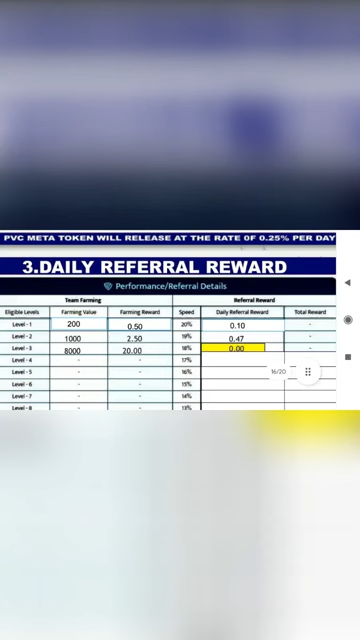 PVC META TOKEN WILL RELEASE AT THE RATE OF 0.25% PER DAY
3.DAILY REFERRAL REWARD
Performance/Referral Details
Team Farming Referral Reward
Eligible Levels Farming Value Farming Reward Speed Daily Referral Reward Total Reward
Level - 1 200 0.50 20% 0.10 -
Level - 2 1000 2.50 19% 0.47 -
Level - 3 8000 20.00 18% 0.00 -
Level - 4 - - 17%
Level - 5 - - 16%
16/20
Level - 6 - - 15%
Level - 7 - - 14%
Level - 8 - - 13%